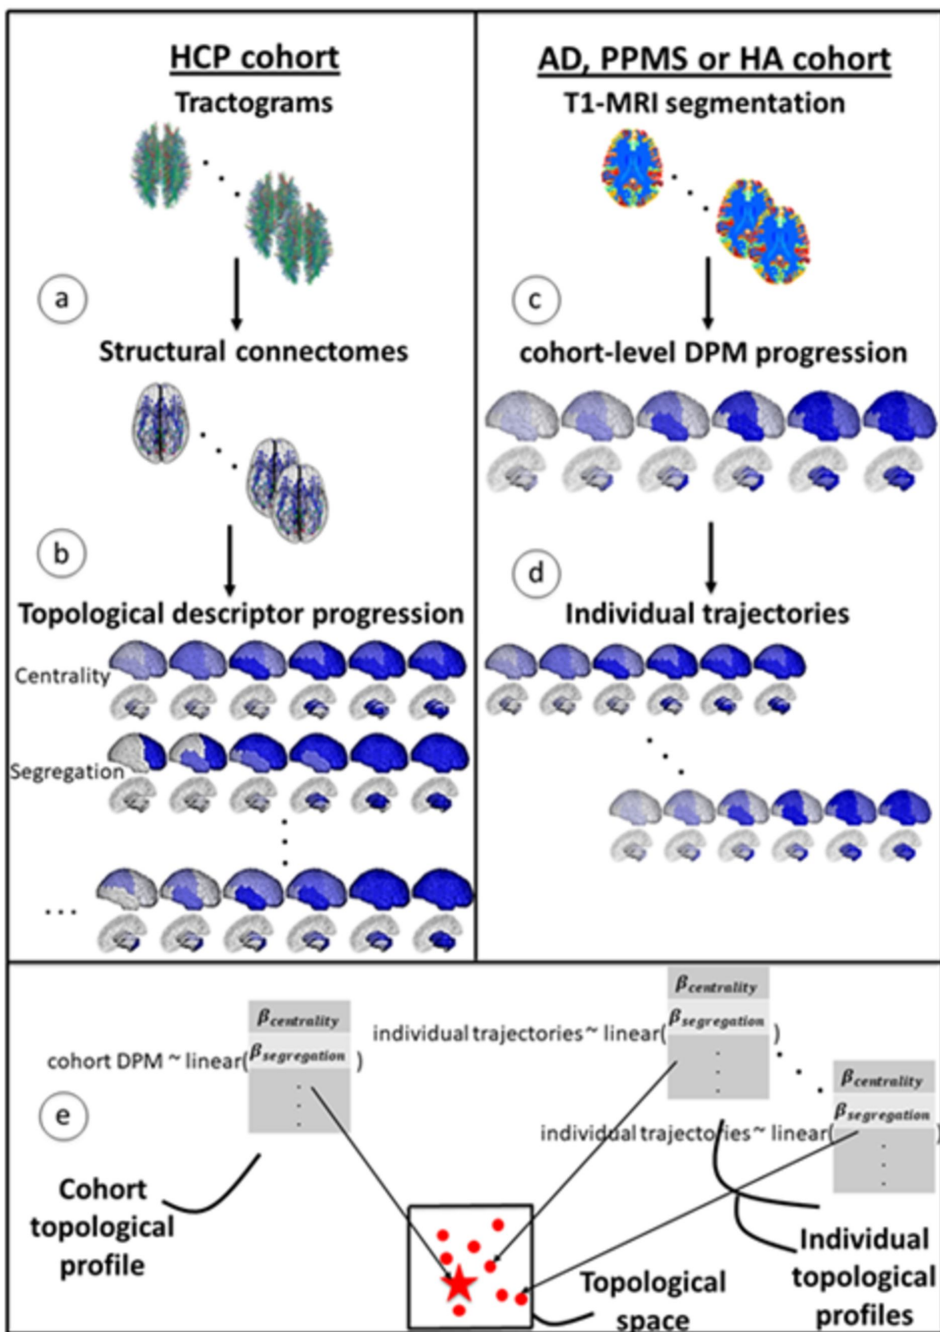 HCP cohort
Tractograms
a
Structural connectomes
b
Topological descriptor progression
Centrality
Segregation
...
AD, PPMS or HA cohort
T1-MRI segmentation
c
cohort-level DPM progression
d
Individual trajectories
e
βcentrality
cohort DPM ~ linear( βsegregation )
Cohort
topological
profile
βcentrality
individual trajectories~ linear( βsegregation )
βcentrality
individual trajectories~ linear( βsegregation )
Topological
space
Individual
topological
profiles